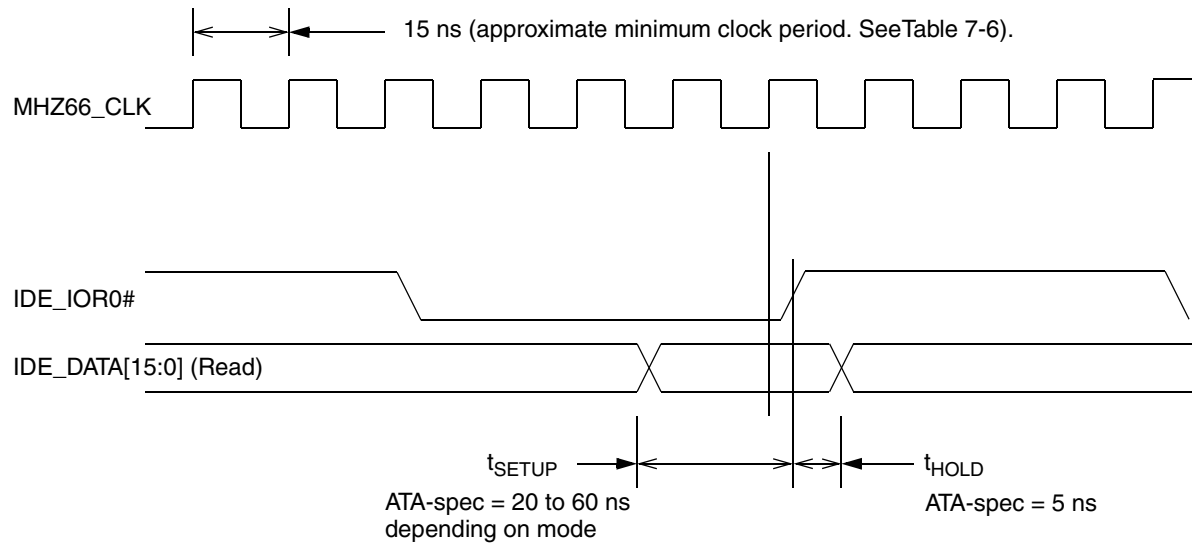 15 ns (approximate minimum clock period. SeeTable 7-6).
MHZ66_CLK
IDE_IOR0#
IDE_DATA[15:0] (Read)
tSETUP
ATA-spec = 20 to 60 ns
depending on mode
tHOLD
ATA-spec = 5 ns